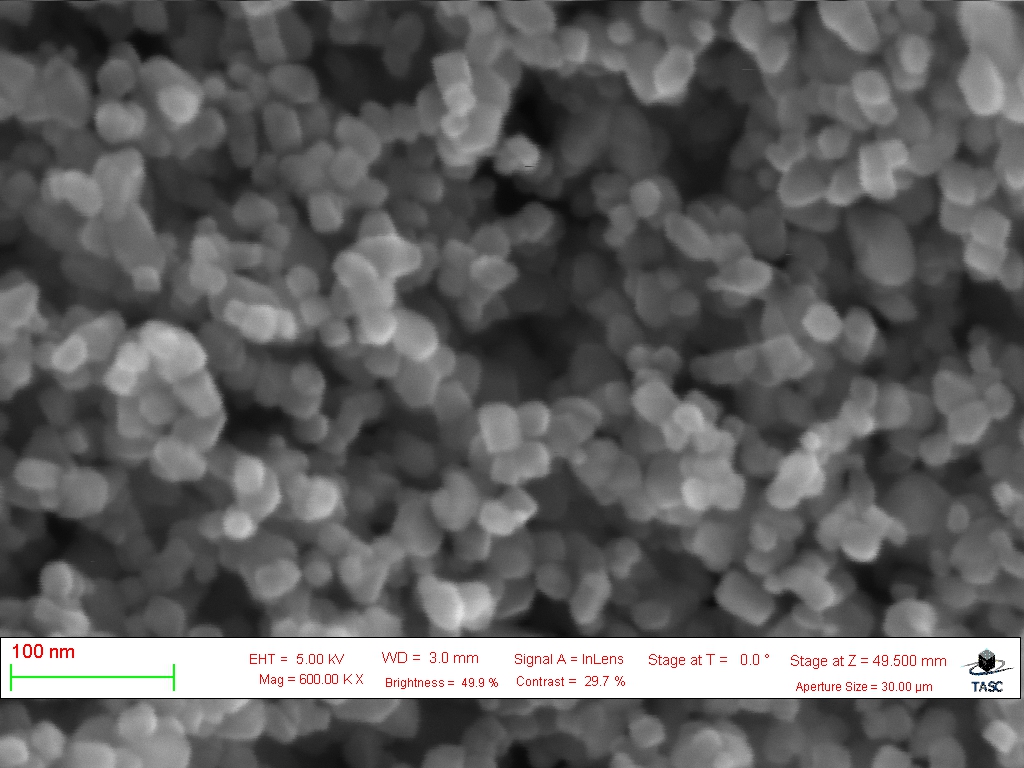 100 nm
EHT = 5.00 kV WD = 3.0 mm Signal A = InLens Stage at T = 0.0 ° Stage at Z = 49.500 mm
Mag = 600.00 K X Brightness = 49.9 % Contrast = 29.7 % Aperture Size = 30.00 µm
TASC